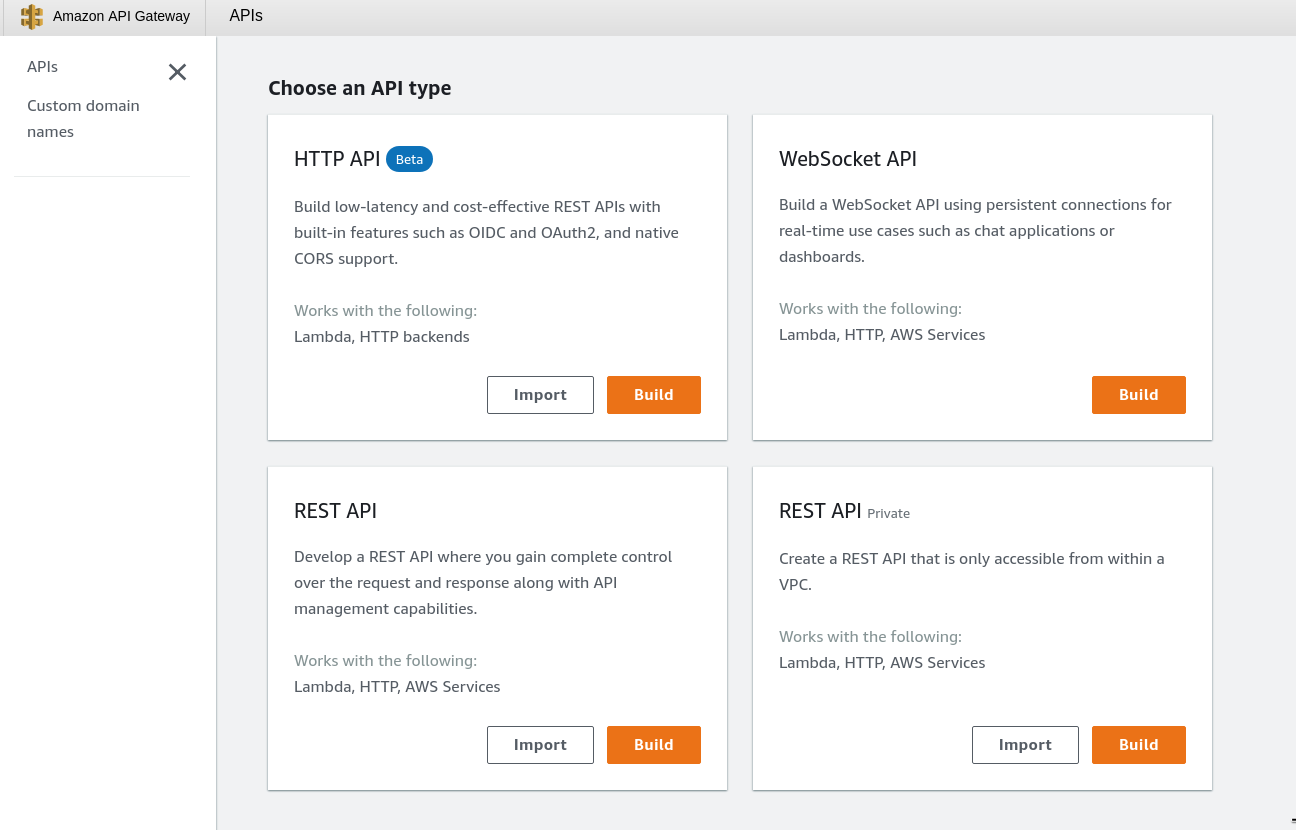 Amazon API Gateway
APIs
APIs
Custom domain
names
Choose an API type
HTTP API Beta
Build low-latency and cost-effective REST APIs with
built-in features such as OIDC and OAuth2, and native
CORS support.
Works with the following:
Lambda, HTTP backends
Import
Build
WebSocket API
Build a WebSocket API using persistent connections for
real-time use cases such as chat applications or
dashboards.
Works with the following:
Lambda, HTTP, AWS Services
Build
REST API
Develop a REST API where you gain complete control
over the request and response along with API
management capabilities.
Works with the following:
Lambda, HTTP, AWS Services
Import
Build
REST API Private
Create a REST API that is only accessible from within a
VPC.
Works with the following:
Lambda, HTTP, AWS Services
Import
Build